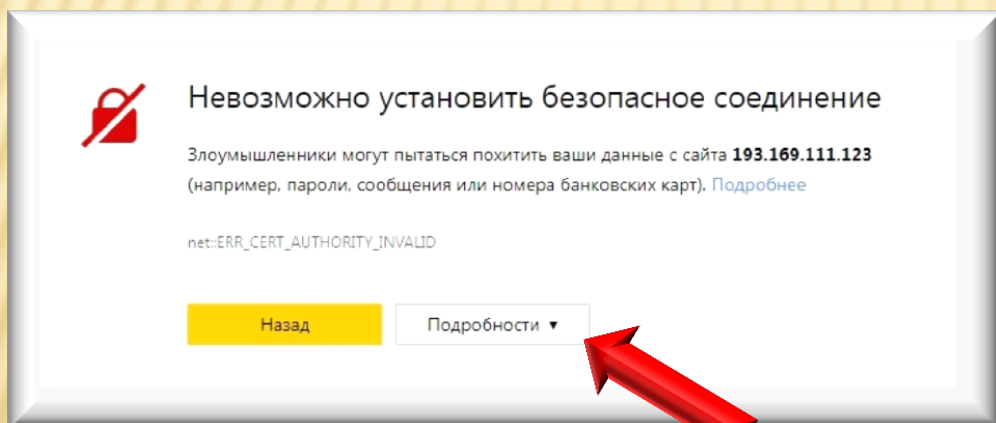 Невозможно установить безопасное соединение
Злоумышленники могут пытаться похитить ваши данные с сайта 193.169.111.123
(например, пароли, сообщения или номера банковских карт). Подробнее
net::ERR_CERT_AUTHORITY_INVALID
Назад
Подробности ▼